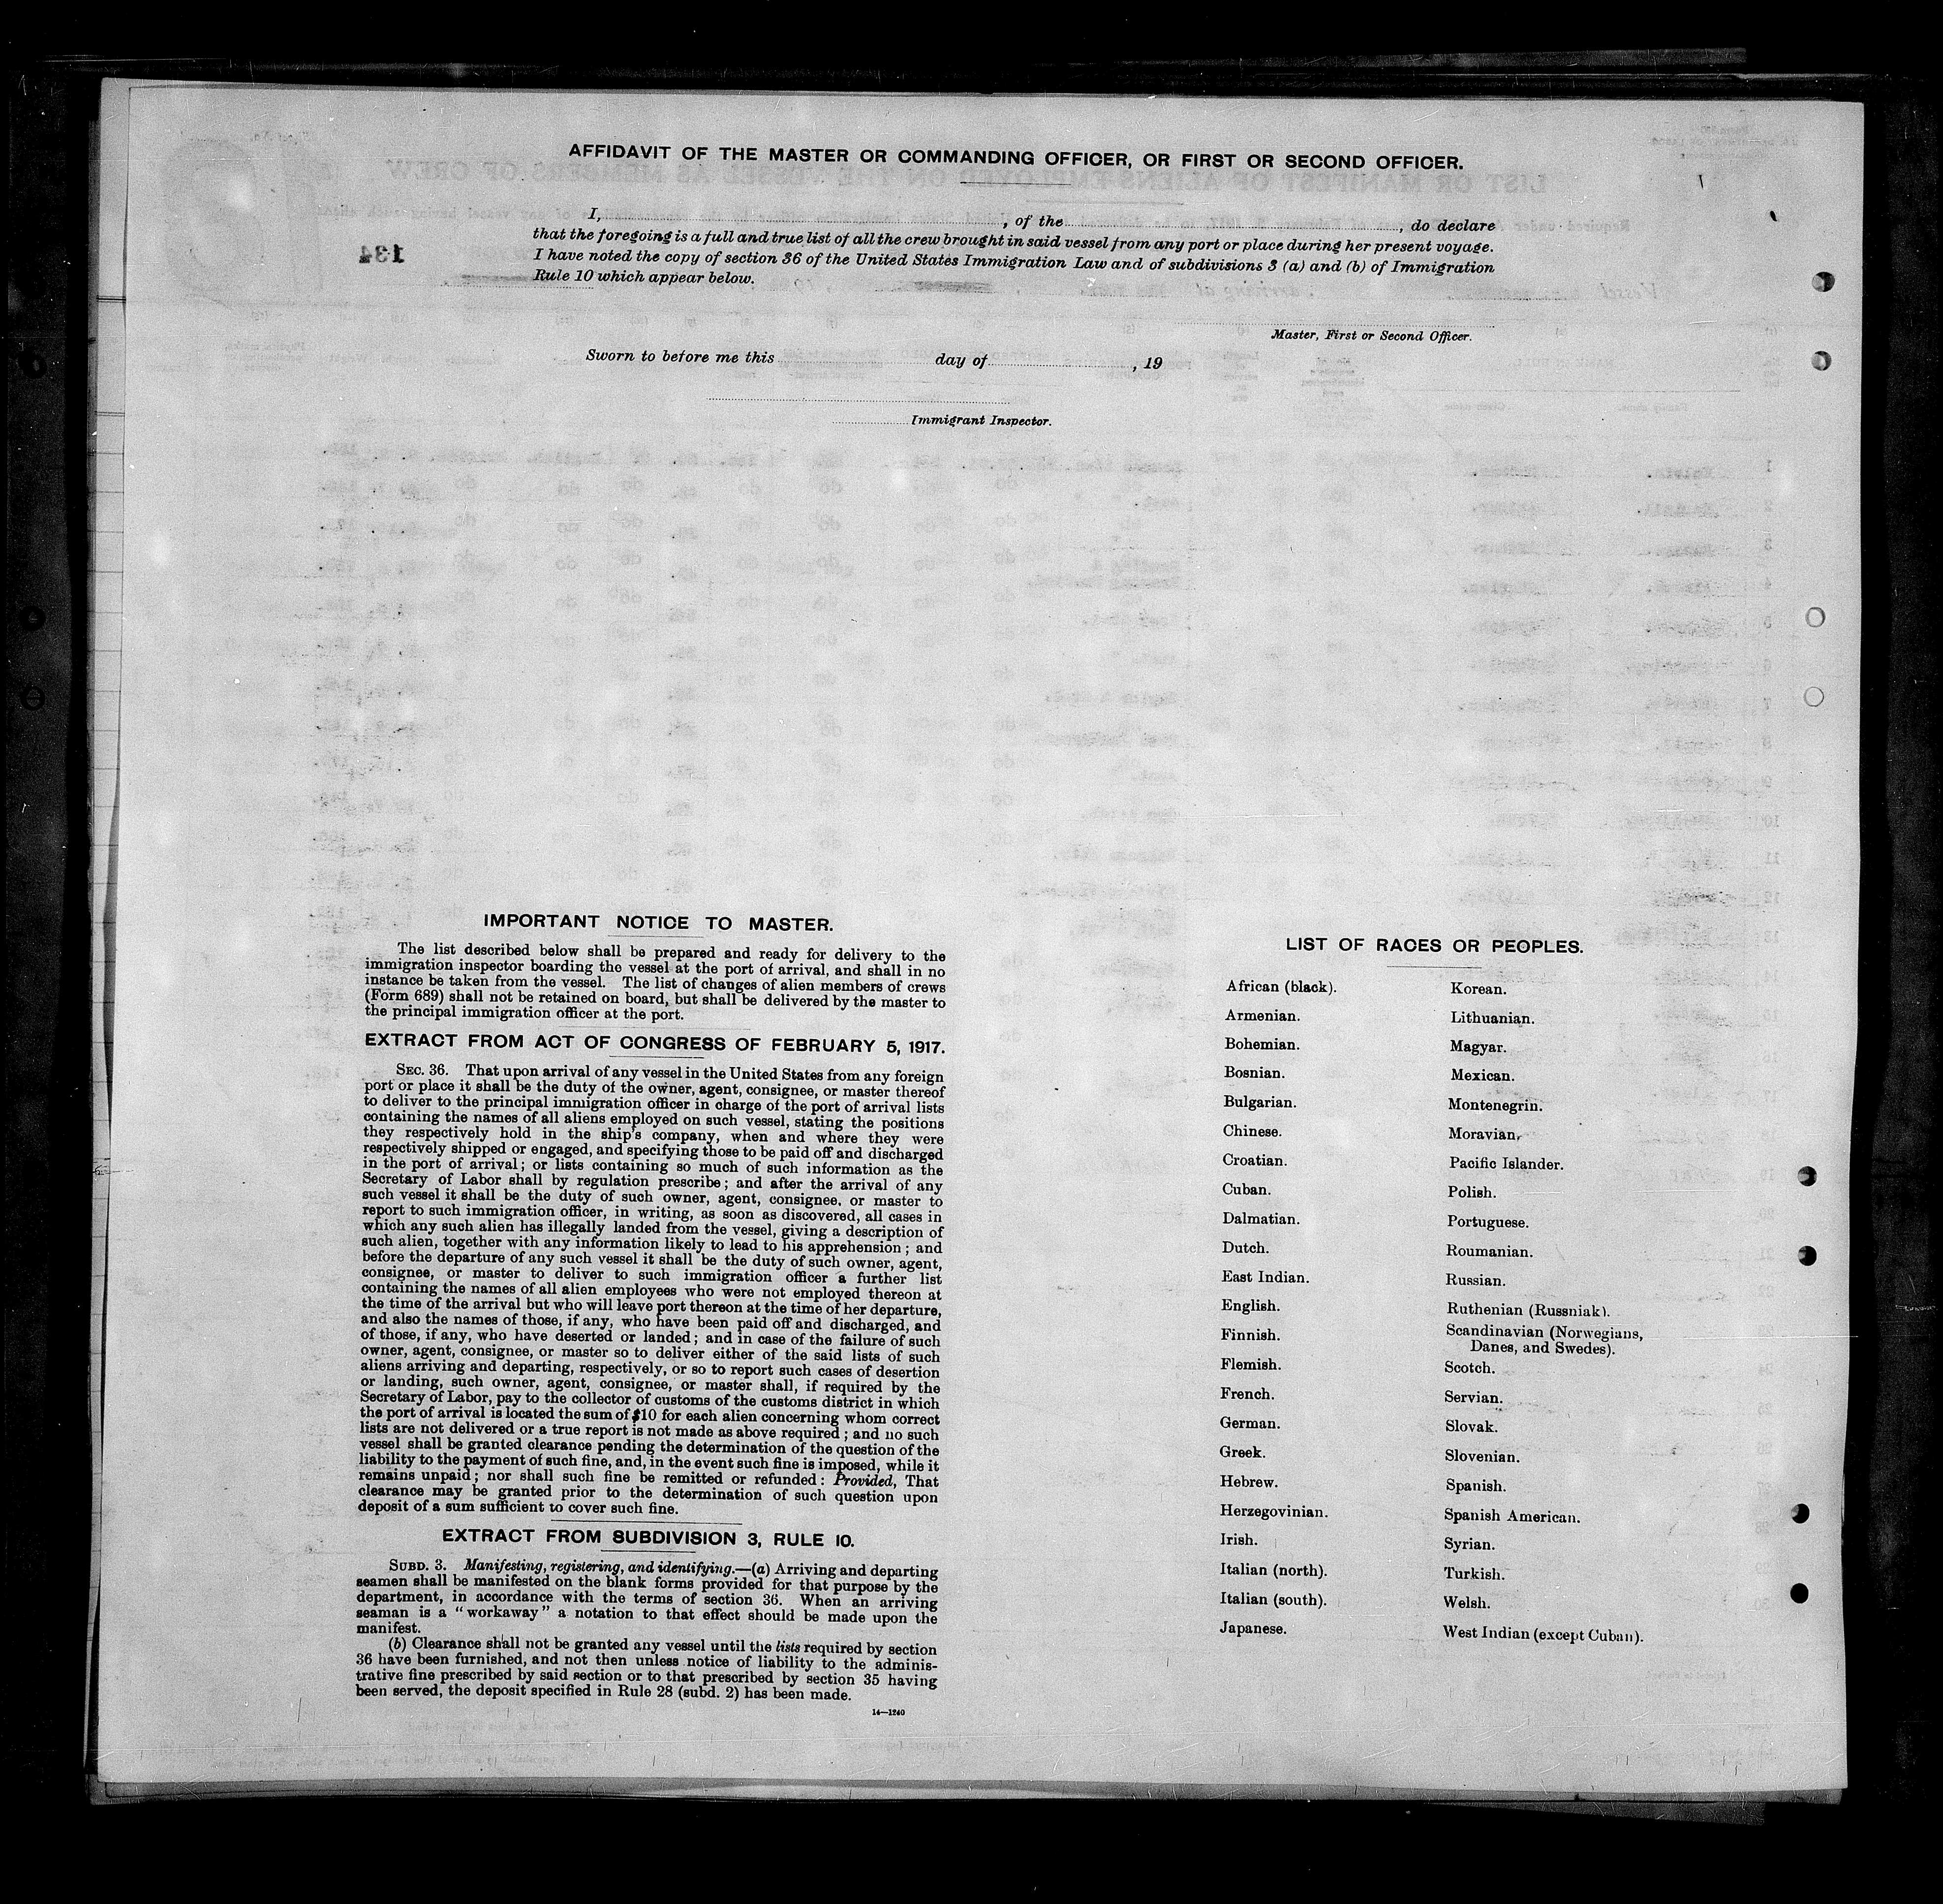 AFFIDAVIT OF THE MASTER OR COMMANDING OFFICER, OR FIRST OR SECOND OFFICER.
LIST OR MANIFEST OF ALIENS EMPLOYED ON THE VESSEL AS MEMBERS OF CREW
134
I, , of the , do declare
that the foregoing is a full and true list of all the crew brought in said vessel from any port or place during her present voyage.
I have noted the copy of section 36 of the United States Immigration Law and of subdivisions 3 (a) and (b) of Immigration
Rule 10 which appear below.
Master, First or Second Officer.
Sworn to before me this day of , 19
Immigrant Inspector.
IMPORTANT NOTICE TO MASTER.
The list described below shall be prepared and ready for delivery to the
immigration inspector boarding the vessel at the port of arrival, and shall in no
instance be taken from the vessel. The list of changes of alien members of crews
(Form 689) shall not be retained on board, but shall be delivered by the master to
the principal immigration officer at the port.
EXTRACT FROM ACT OF CONGRESS OF FEBRUARY 5, 1917.
SEC. 36. That upon arrival of any vessel in the United States from any foreign
port or place it shall be the duty of the owner, agent, consignee, or master thereof
to deliver to the principal immigration officer in charge of the port of arrival lists
containing the names of all aliens employed on such vessel, stating the positions
they respectively hold in the ship's company, when and where they were
respectively shipped or engaged, and specifying those to be paid off and discharged
in the port of arrival; or lists containing so much of such information as the
Secretary of Labor shall by regulation prescribe; and after the arrival of any
such vessel it shall be the duty of such owner, agent, consignee, or master to
report to such immigration officer, in writing, as soon as discovered, all cases in
which any such alien has illegally landed from the vessel, giving a description of
such alien, together with any information likely to lead to his apprehension; and
before the departure of any such vessel it shall be the duty of such owner, agent,
consignee, or master to deliver to such immigration officer a further list
containing the names of all alien employees who were not employed thereon at
the time of the arrival but who will leave port thereon at the time of her departure,
and also the names of those, if any, who have been paid off and discharged, and
of those, if any, who have deserted or landed; and in case of the failure of such
owner, agent, consignee, or master so to deliver either of the said lists of such
aliens arriving and departing, respectively, or so to report such cases of desertion
or landing, such owner, agent, consignee, or master shall, if required by the
Secretary of Labor, pay to the collector of customs of the customs district in which
the port of arrival is located the sum of $10 for each alien concerning whom correct
lists are not delivered or a true report is not made as above required; and no such
vessel shall be granted clearance pending the determination of the question of the
liability to the payment of such fine, and, in the event such fine is imposed, while it
remains unpaid; nor shall such fine be remitted or refunded: Provided, That
clearance may be granted prior to the determination of such question upon
deposit of a sum sufficient to cover such fine.
EXTRACT FROM SUBDIVISION 3, RULE 10.
SUBD. 3. Manifesting, registering, and identifying.—(a) Arriving and departing
seamen shall be manifested on the blank forms provided for that purpose by the
department, in accordance with the terms of section 36. When an arriving
seaman is a "workaway" a notation to that effect should be made upon the
manifest.
(b) Clearance shall not be granted any vessel until the lists required by section
36 have been furnished, and not then unless notice of liability to the adminis-
trative fine prescribed by said section or to that prescribed by section 35 having
been served, the deposit specified in Rule 28 (subd. 2) has been made.
14—1240
LIST OF RACES OR PEOPLES.
African (black).
Armenian.
Bohemian.
Bosnian.
Bulgarian.
Chinese.
Croatian.
Cuban.
Dalmatian.
Dutch.
East Indian.
English.
Finnish.
Flemish.
French.
German.
Greek.
Hebrew.
Herzegovinian.
Irish.
Italian (north).
Italian (south).
Japanese.
Korean.
Lithuanian.
Magyar.
Mexican.
Montenegrin.
Moravian.
Pacific Islander.
Polish.
Portuguese.
Roumanian.
Russian.
Ruthenian (Russniak).
Scandinavian (Norwegians,
Danes, and Swedes).
Scotch.
Servian.
Slovak.
Slovenian.
Spanish.
Spanish American.
Syrian.
Turkish.
Welsh.
West Indian (except Cuban).